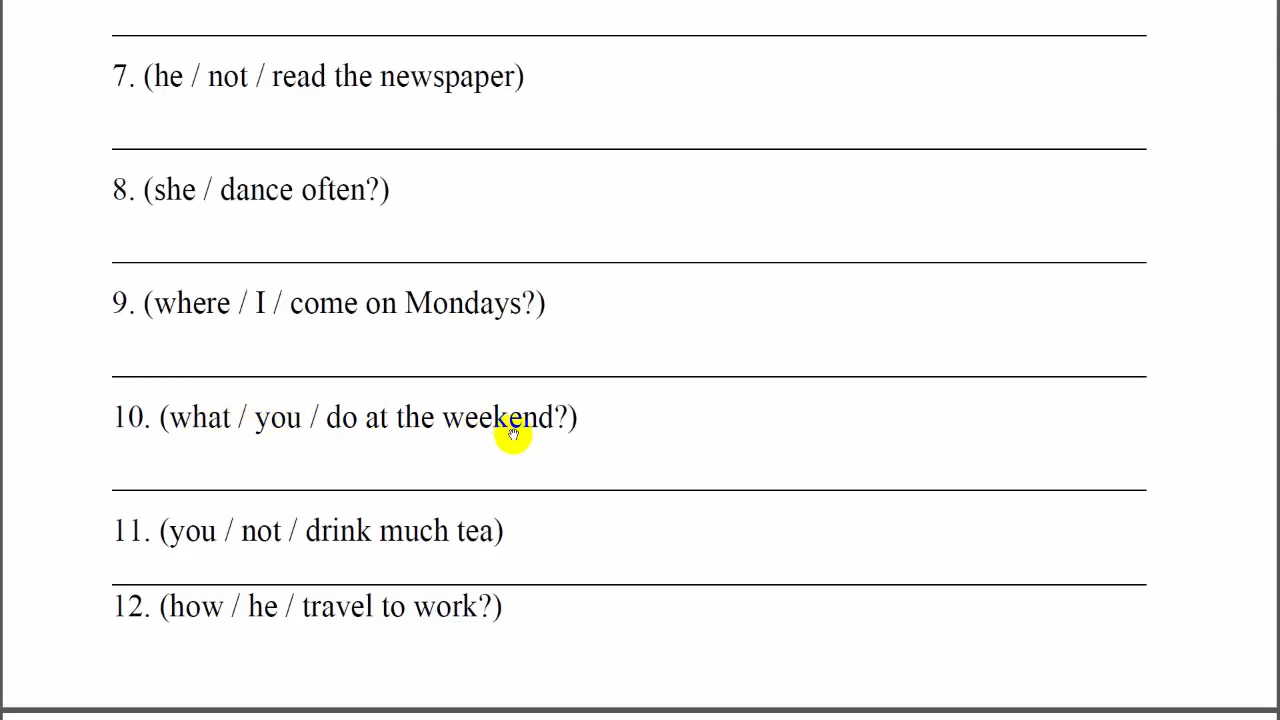 7. (he / not / read the newspaper)
8. (she / dance often?)
9. (where / I / come on Mondays?)
10. (what / you / do at the weekend?)
11. (you / not / drink much tea)
12. (how / he / travel to work?)